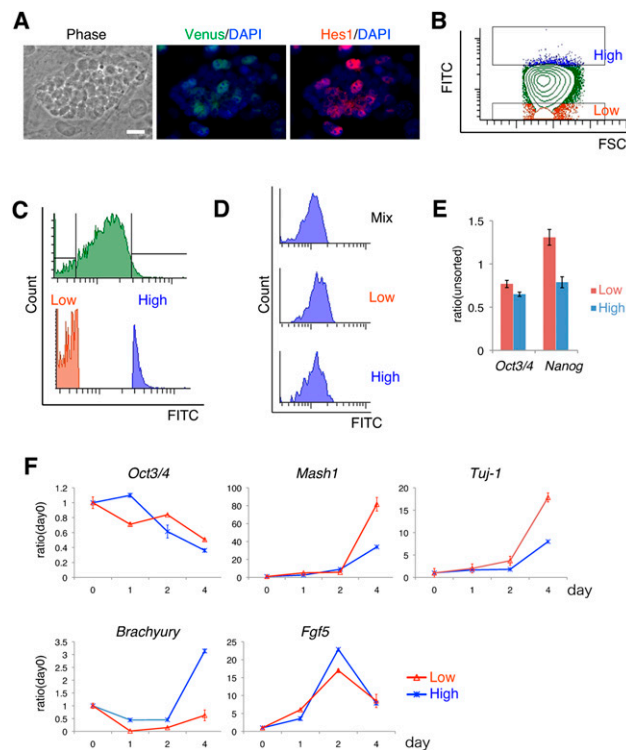 A
Phase
Venus/DAPI
Hes1/DAPI
B
FITC
High
Low
FSC
C
Count
Low
High
FITC
D
Mix
Low
High
Count
FITC
E
ratio(unsorted)
1.5
1
0.5
0
Low
High
Oct3/4
Nanog
F
Oct3/4
ratio(day0)
1.2
1
0.8
0.6
0.4
0.2
0
0 1 2 4
Mash1
100
80
60
40
20
0
0 1 2 4
Tuj-1
20
15
10
5
0
0 1 2 4
day
Brachyury
ratio(day0)
3.5
3
2.5
2
1.5
1
0.5
0
0 1 2 4
Fgf5
25
20
15
10
5
0
0 1 2 4
Low
High